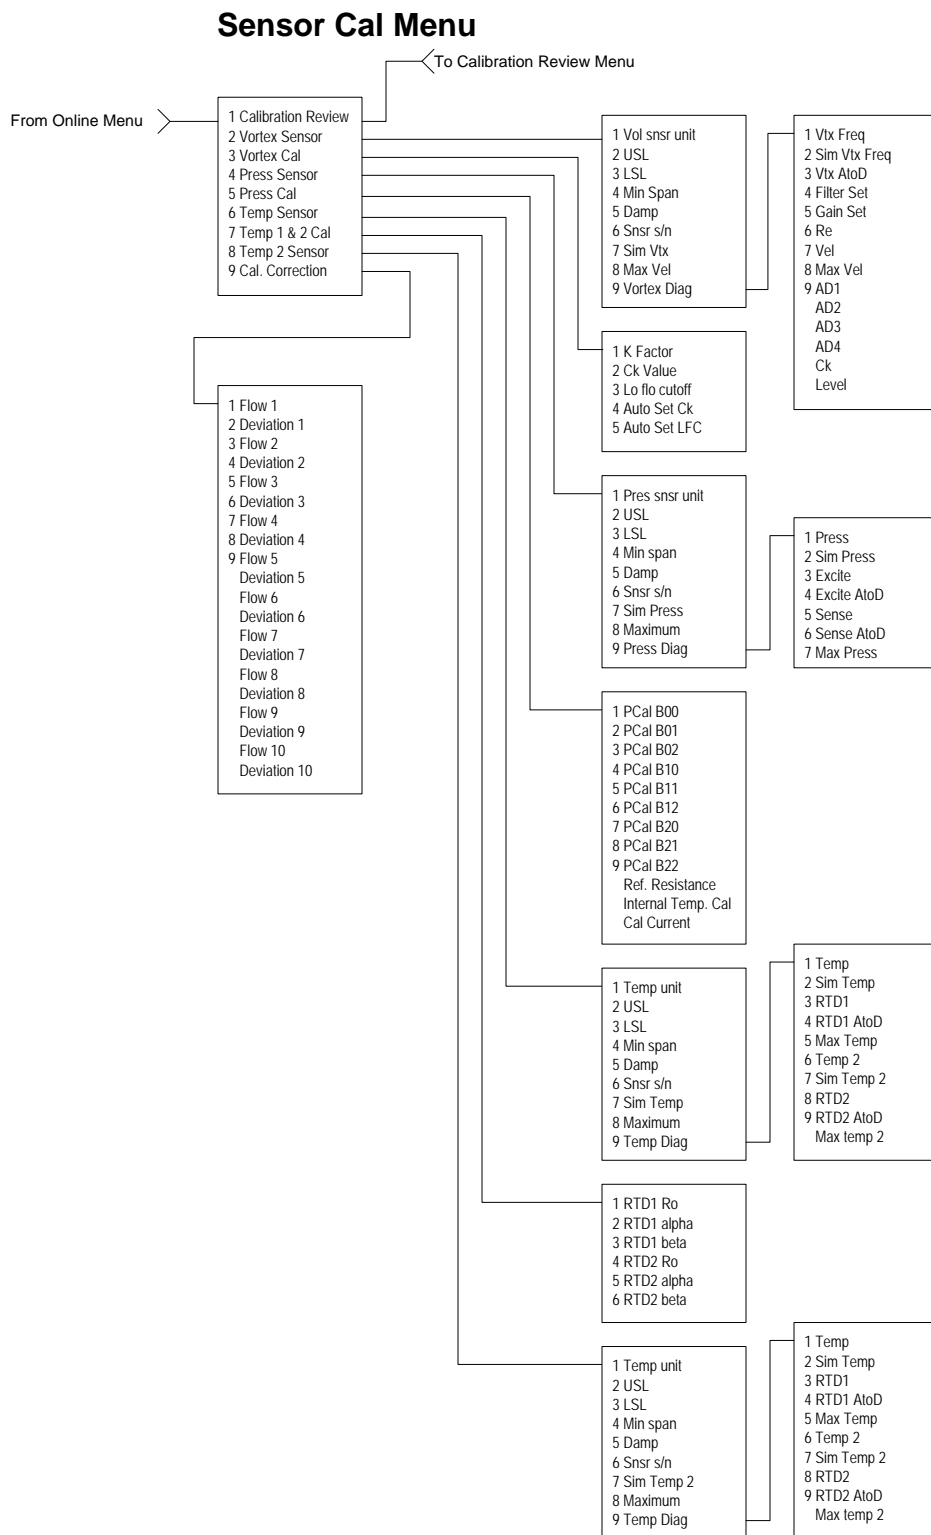 Sensor Cal Menu
To Calibration Review Menu
From Online Menu
1 Calibration Review
2 Vortex Sensor
3 Vortex Cal
4 Press Sensor
5 Press Cal
6 Temp Sensor
7 Temp 1 & 2 Cal
8 Temp 2 Sensor
9 Cal. Correction
1 Flow 1
2 Deviation 1
3 Flow 2
4 Deviation 2
5 Flow 3
6 Deviation 3
7 Flow 4
8 Deviation 4
9 Flow 5
Deviation 5
Flow 6
Deviation 6
Flow 7
Deviation 7
Flow 8
Deviation 8
Flow 9
Deviation 9
Flow 10
Deviation 10
1 Vol snsr unit
2 USL
3 LSL
4 Min Span
5 Damp
6 Snsr s/n
7 Sim Vtx
8 Max Vel
9 Vortex Diag
1 Vtx Freq
2 Sim Vtx Freq
3 Vtx AtoD
4 Filter Set
5 Gain Set
6 Re
7 Vel
8 Max Vel
9 AD1
AD2
AD3
AD4
Ck
Level
1 K Factor
2 Ck Value
3 Lo flo cutoff
4 Auto Set Ck
5 Auto Set LFC
1 Pres snsr unit
2 USL
3 LSL
4 Min span
5 Damp
6 Snsr s/n
7 Sim Press
8 Maximum
9 Press Diag
1 Press
2 Sim Press
3 Excite
4 Excite AtoD
5 Sense
6 Sense AtoD
7 Max Press
1 PCal B00
2 PCal B01
3 PCal B02
4 PCal B10
5 PCal B11
6 PCal B12
7 PCal B20
8 PCal B21
9 PCal B22
Ref. Resistance
Internal Temp. Cal
Cal Current
1 Temp unit
2 USL
3 LSL
4 Min span
5 Damp
6 Snsr s/n
7 Sim Temp
8 Maximum
9 Temp Diag
1 Temp
2 Sim Temp
3 RTD1
4 RTD1 AtoD
5 Max Temp
6 Temp 2
7 Sim Temp 2
8 RTD2
9 RTD2 AtoD
Max temp 2
1 RTD1 Ro
2 RTD1 alpha
3 RTD1 beta
4 RTD2 Ro
5 RTD2 alpha
6 RTD2 beta
1 Temp unit
2 USL
3 LSL
4 Min span
5 Damp
6 Snsr s/n
7 Sim Temp 2
8 Maximum
9 Temp Diag
1 Temp
2 Sim Temp
3 RTD1
4 RTD1 AtoD
5 Max Temp
6 Temp 2
7 Sim Temp 2
8 RTD2
9 RTD2 AtoD
Max temp 2